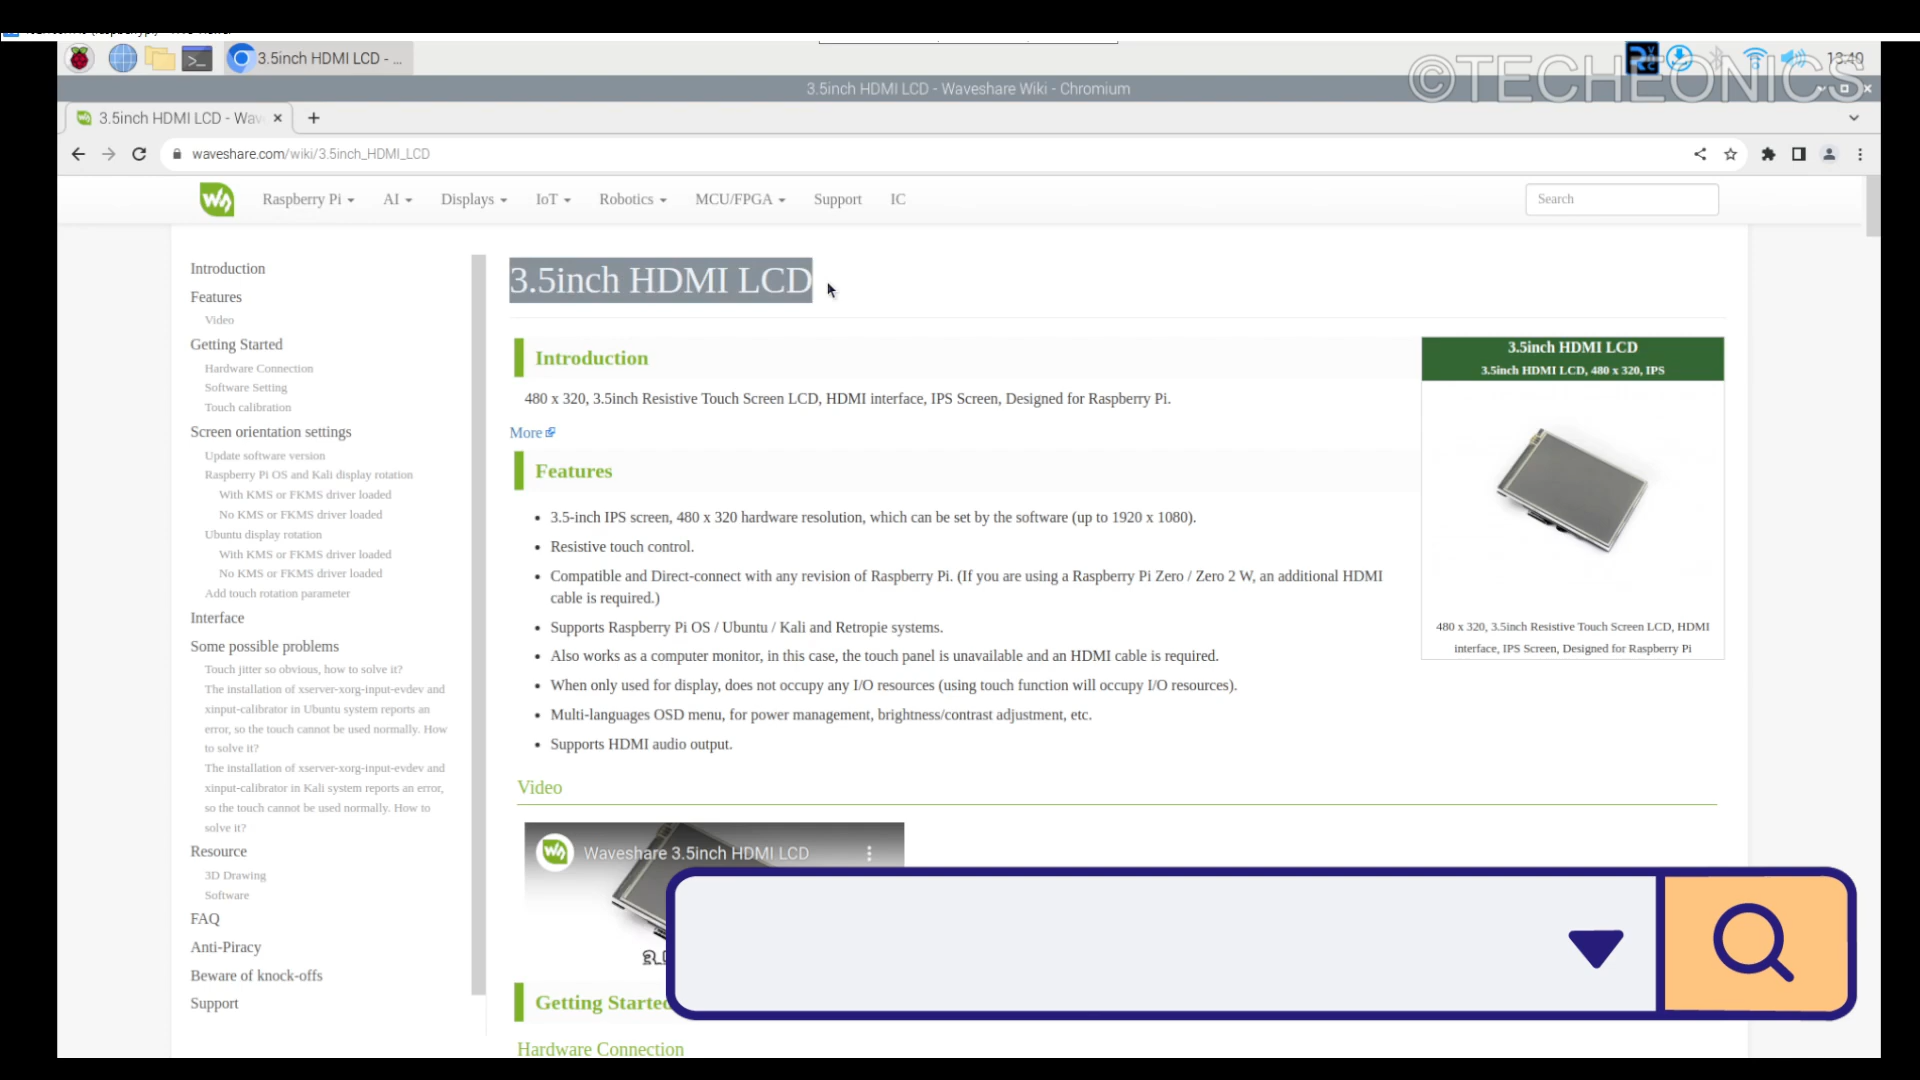 3.5inch HDMI LCD - ...
©TECHEONICS
13:40
3.5inch HDMI LCD - Waveshare Wiki - Chromium
3.5inch HDMI LCD - Wav
waveshare.com/wiki/3.5inch_HDMI_LCD
Raspberry Pi
AI
Displays
IoT
Robotics
MCU/FPGA
Support
IC
Search
Introduction
Features
Video
Getting Started
Hardware Connection
Software Setting
Touch calibration
Screen orientation settings
Update software version
Raspberry Pi OS and Kali display rotation
With KMS or FKMS driver loaded
No KMS or FKMS driver loaded
Ubuntu display rotation
With KMS or FKMS driver loaded
No KMS or FKMS driver loaded
Add touch rotation parameter
Interface
Some possible problems
Touch jitter so obvious, how to solve it?
The installation of xserver-xorg-input-evdev and
xinput-calibrator in Ubuntu system reports an
error, so the touch cannot be used normally. How
to solve it?
The installation of xserver-xorg-input-evdev and
xinput-calibrator in Kali system reports an error,
so the touch cannot be used normally. How to
solve it?
Resource
3D Drawing
Software
FAQ
Anti-Piracy
Beware of knock-offs
Support
3.5inch HDMI LCD
Introduction
480 x 320, 3.5inch Resistive Touch Screen LCD, HDMI interface, IPS Screen, Designed for Raspberry Pi.
More
Features
• 3.5-inch IPS screen, 480 x 320 hardware resolution, which can be set by the software (up to 1920 x 1080).
• Resistive touch control.
• Compatible and Direct-connect with any revision of Raspberry Pi. (If you are using a Raspberry Pi Zero / Zero 2 W, an additional HDMI
cable is required.)
• Supports Raspberry Pi OS / Ubuntu / Kali and Retropie systems.
• Also works as a computer monitor, in this case, the touch panel is unavailable and an HDMI cable is required.
• When only used for display, does not occupy any I/O resources (using touch function will occupy I/O resources).
• Multi-languages OSD menu, for power management, brightness/contrast adjustment, etc.
• Supports HDMI audio output.
3.5inch HDMI LCD
3.5inch HDMI LCD, 480 x 320, IPS
480 x 320, 3.5inch Resistive Touch Screen LCD, HDMI
interface, IPS Screen, Designed for Raspberry Pi
Video
Waveshare 3.5inch HDMI LCD
Getting Started
Hardware Connection